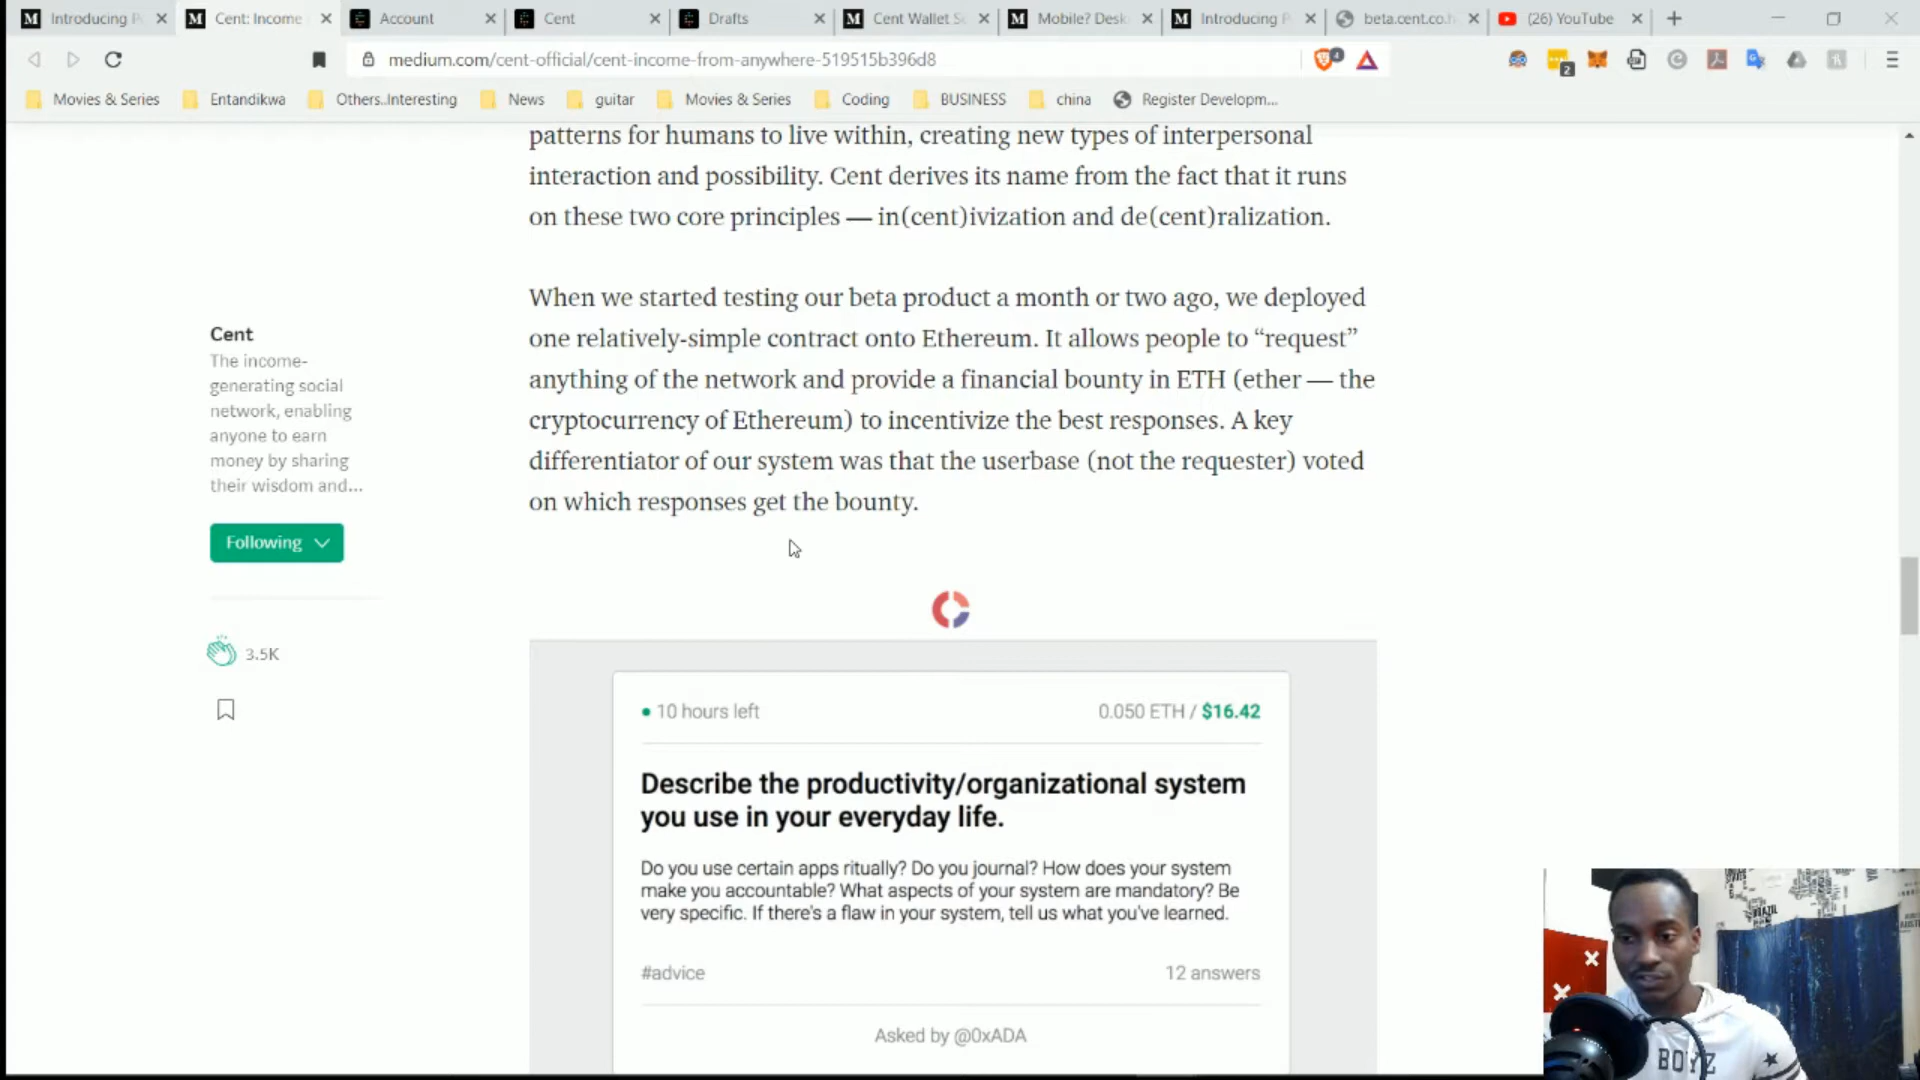 Introducing P
Cent: Income
Account
Cent
Drafts
Cent Wallet S
Mobile? Desk
Introducing P
beta.cent.co
(26) YouTube
medium.com/cent-official/cent-income-from-anywhere-519515b396d8
4
2
Movies & Series
Entandikwa
Others..Interesting
News
guitar
Movies & Series
Coding
BUSINESS
china
Register Developm...
patterns for humans to live within, creating new types of interpersonal
interaction and possibility. Cent derives its name from the fact that it runs
on these two core principles — in(cent)ivization and de(cent)ralization.
When we started testing our beta product a month or two ago, we deployed
one relatively-simple contract onto Ethereum. It allows people to “request”
anything of the network and provide a financial bounty in ETH (ether — the
cryptocurrency of Ethereum) to incentivize the best responses. A key
differentiator of our system was that the userbase (not the requester) voted
on which responses get the bounty.
Cent
The income-
generating social
network, enabling
anyone to earn
money by sharing
their wisdom and...
Following
3.5K
10 hours left
0.050 ETH / $16.42
Describe the productivity/organizational system
you use in your everyday life.
Do you use certain apps ritually? Do you journal? How does your system
make you accountable? What aspects of your system are mandatory? Be
very specific. If there's a flaw in your system, tell us what you've learned.
#advice
12 answers
Asked by @0xADA
BRAZIL